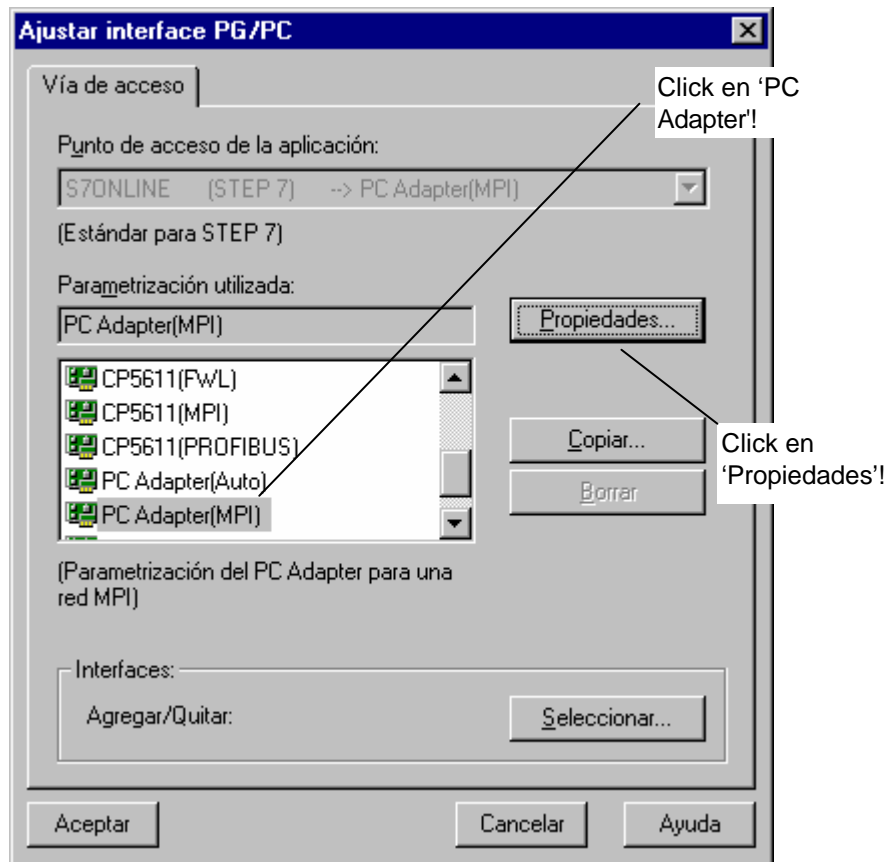 Ajustar interface PG/PC
Vía de acceso
Click en ‘PC
Adapter'!
Punto de acceso de la aplicación:
S7ONLINE (STEP 7) --> PC Adapter(MPI)
(Estándar para STEP 7)
Parametrización utilizada:
PC Adapter(MPI)
Propiedades...
CP5611(FWL)
CP5611(MPI)
CP5611(PROFIBUS)
PC Adapter(Auto)
PC Adapter(MPI)
Copiar...
Borrar
Click en
‘Propiedades’!
(Parametrización del PC Adapter para una
red MPI)
Interfaces:
Agregar/Quitar:
Seleccionar...
Aceptar
Cancelar
Ayuda